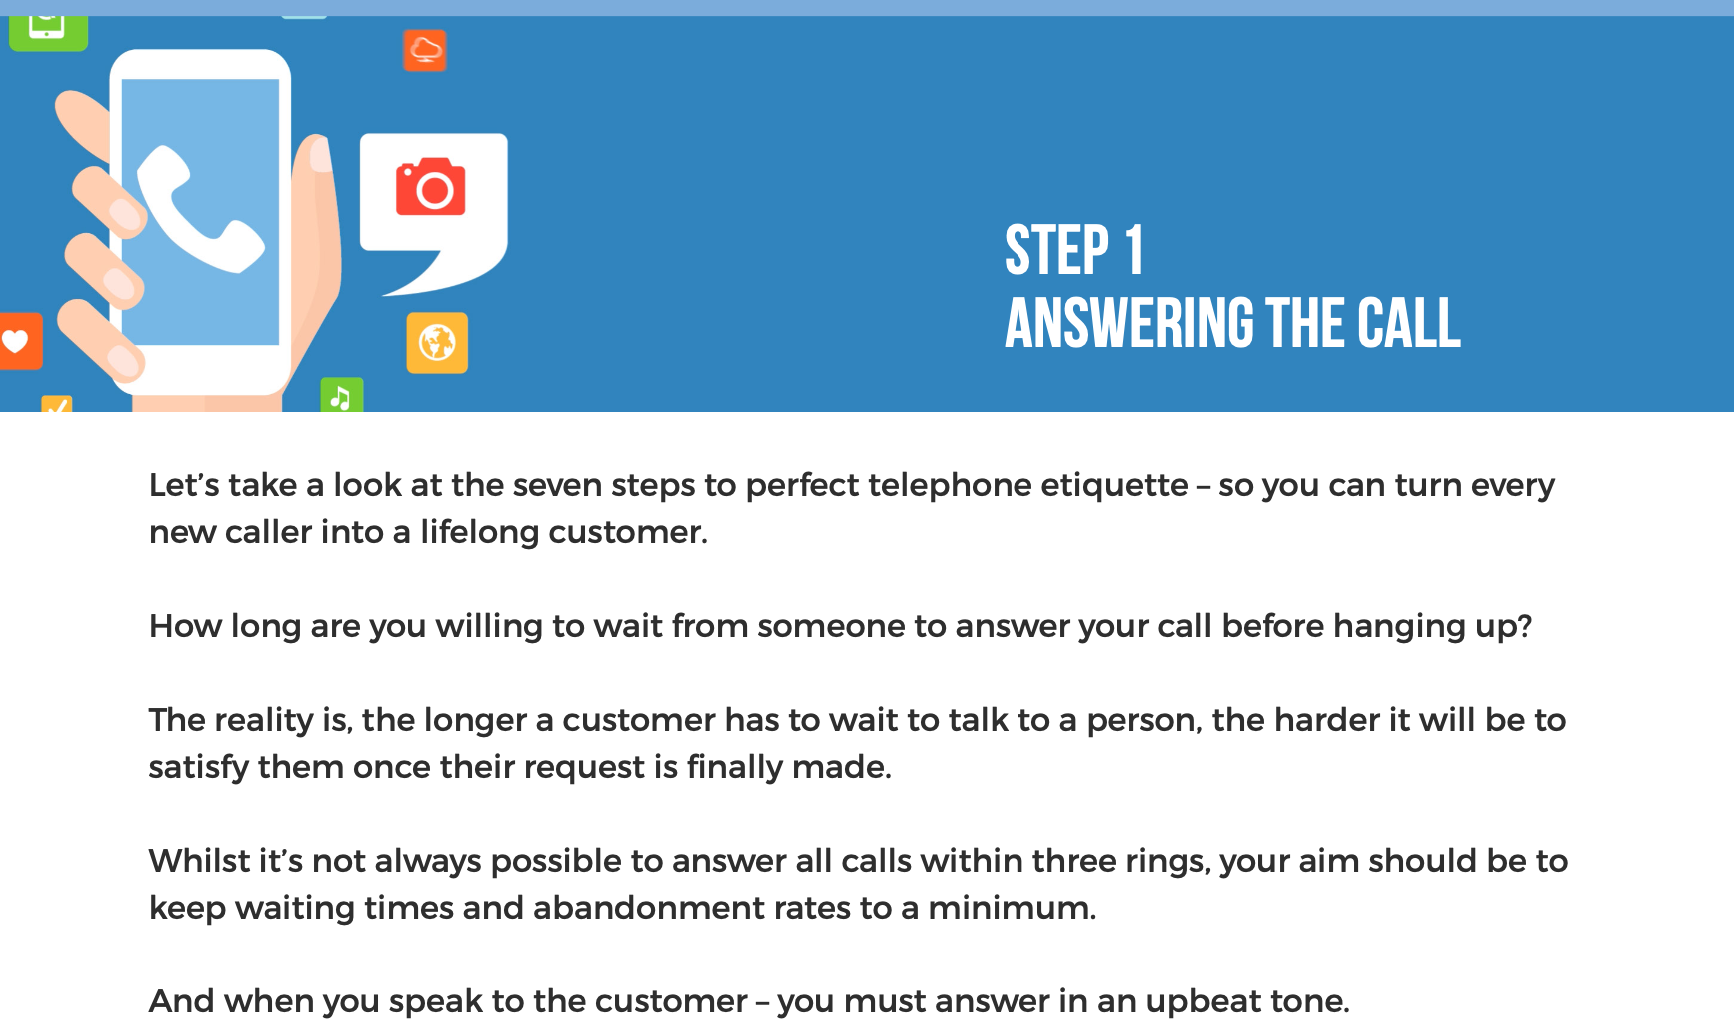 STEP 1
ANSWERING THE CALL
Let’s take a look at the seven steps to perfect telephone etiquette – so you can turn every
new caller into a lifelong customer.
How long are you willing to wait from someone to answer your call before hanging up?
The reality is, the longer a customer has to wait to talk to a person, the harder it will be to
satisfy them once their request is finally made.
Whilst it’s not always possible to answer all calls within three rings, your aim should be to
keep waiting times and abandonment rates to a minimum.
And when you speak to the customer – you must answer in an upbeat tone.